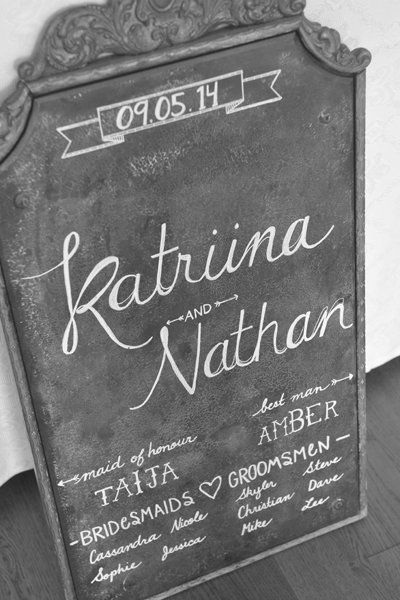 09.05.14
Katriina
AND
Nathan
maid of honour
TAIJA
best man
AMBER
-BRIDESMAIDS ♡ GROOMSMEN-
Cassandra Nicole
Sophie Jessica
Skyler Steve
Christian Dave
Mike Lee